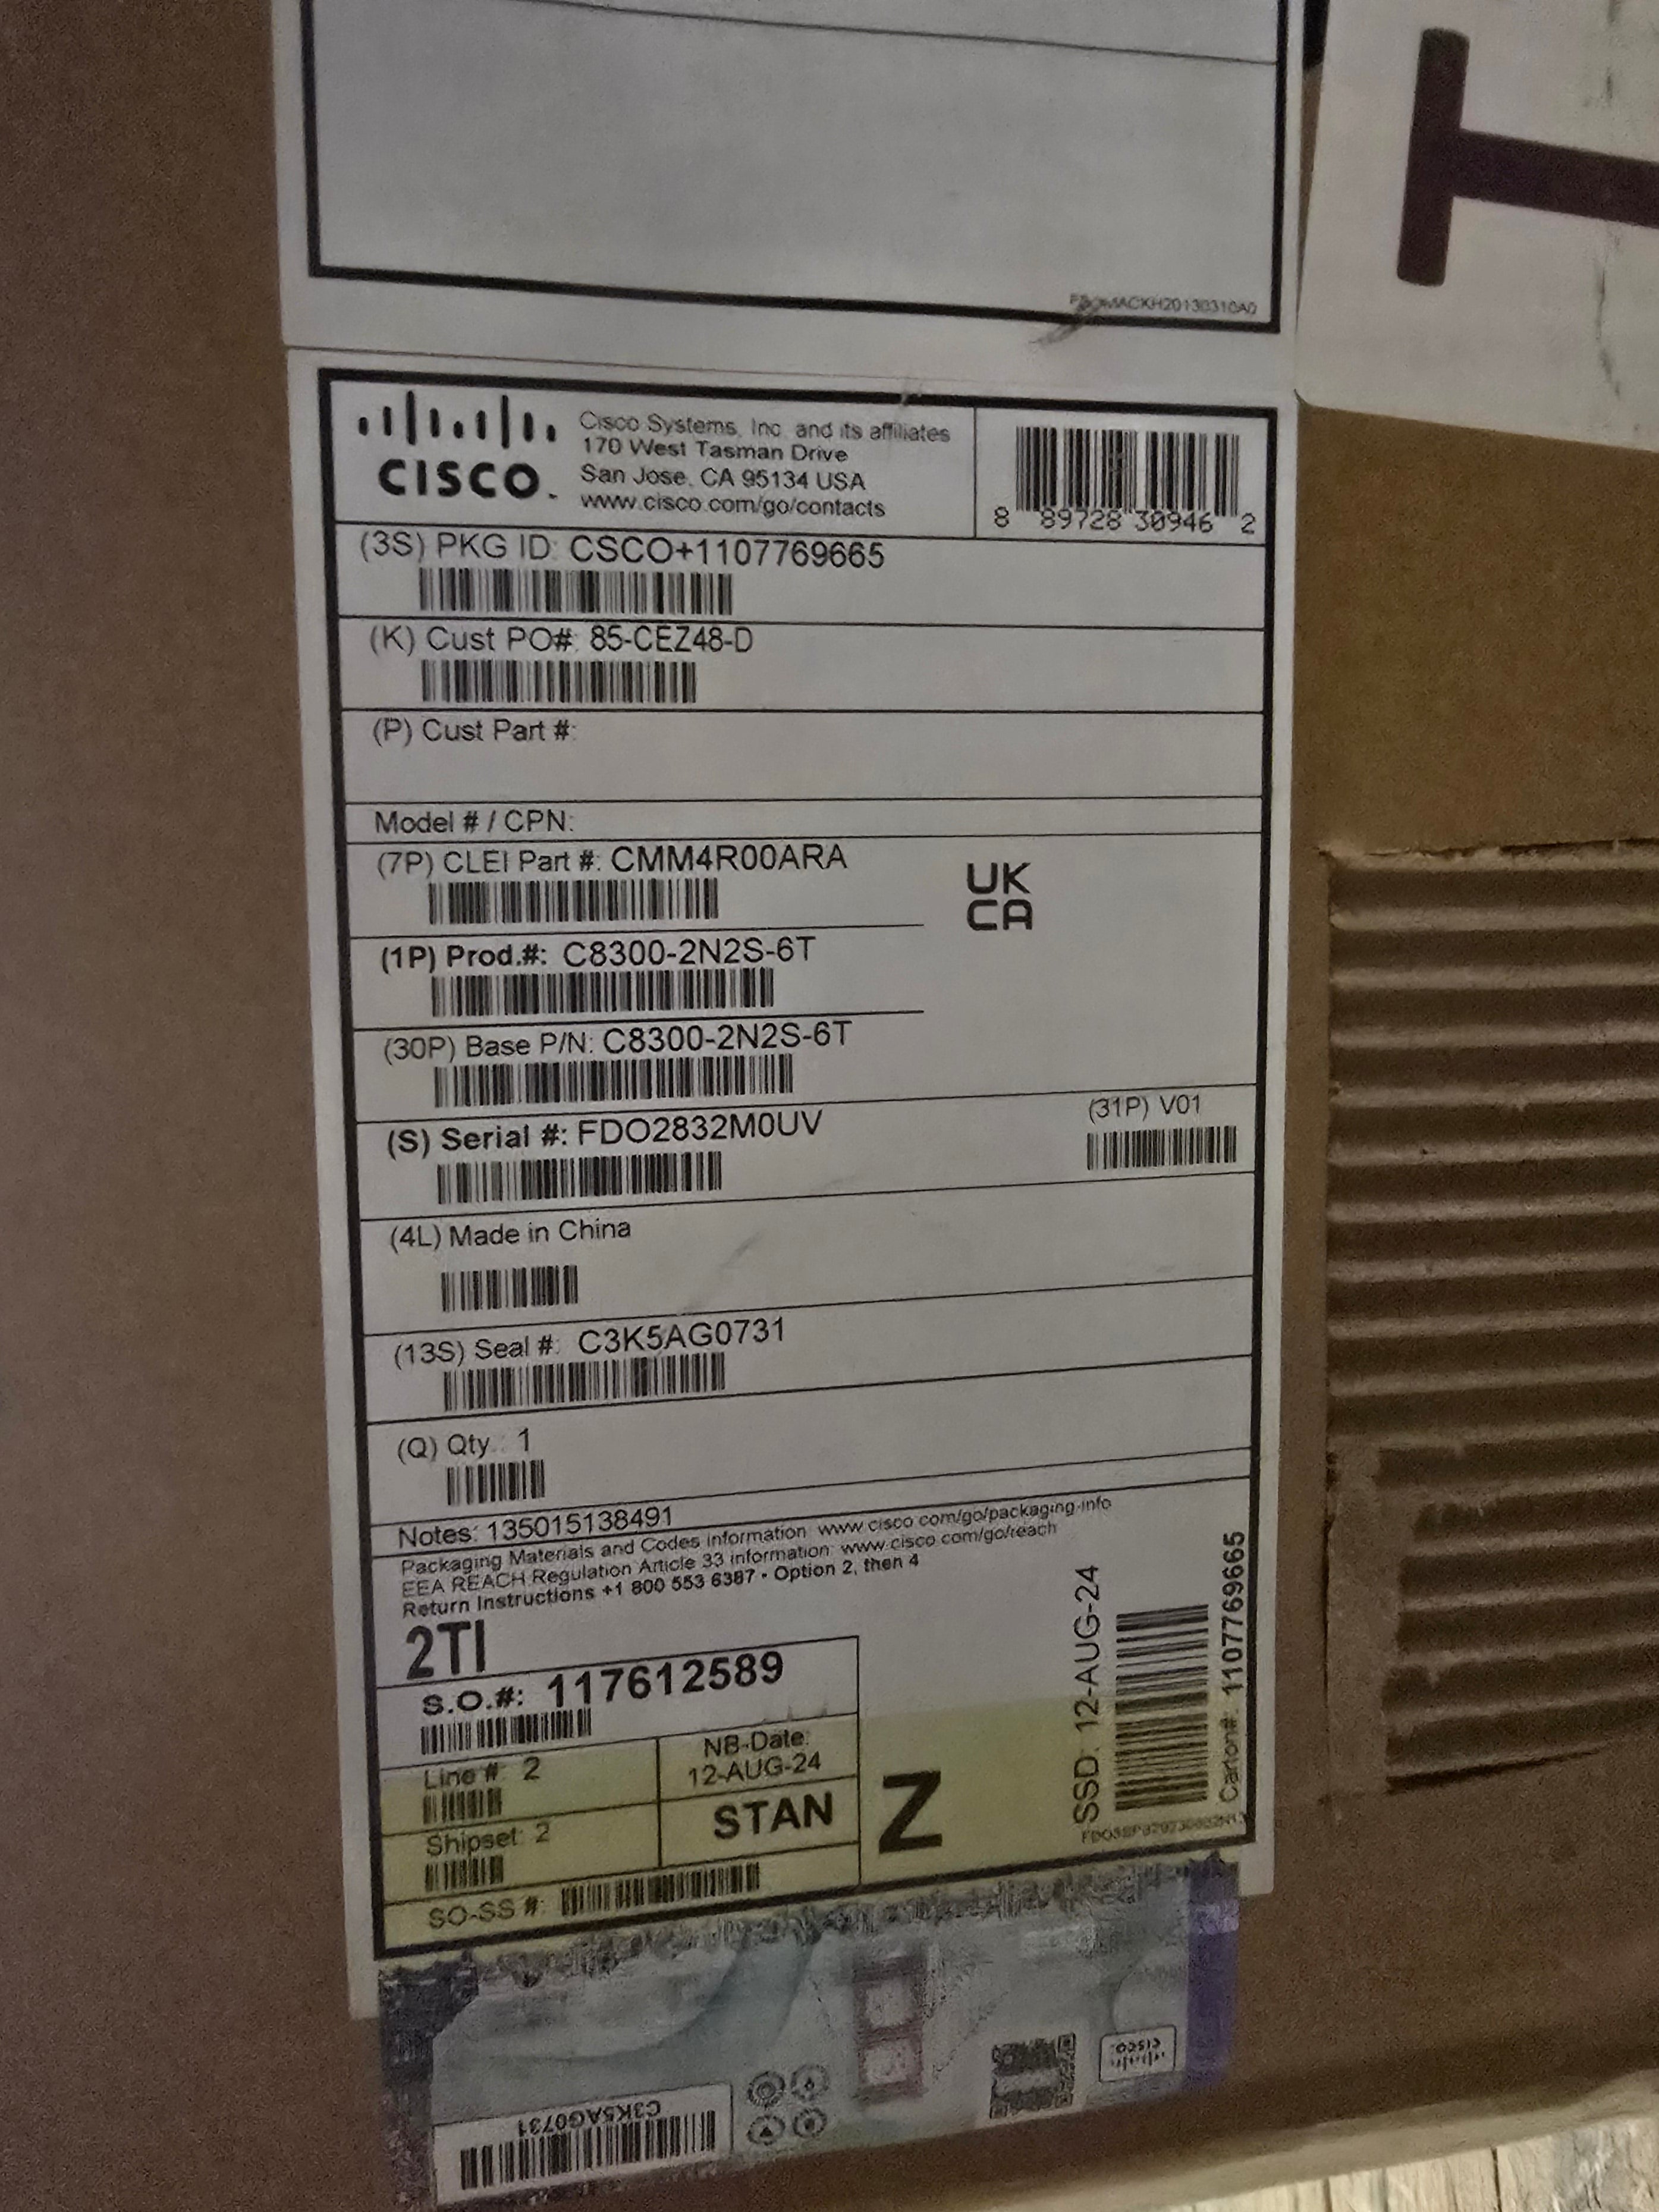 T
CISCO.
Cisco Systems, Inc. and its affiliates
170 West Tasman Drive
San Jose, CA 95134 USA
www.cisco.com/go/contacts
8 89728 30946 2
(3S) PKG ID: CSCO+1107769665
(K) Cust PO#: 85-CEZ48-D
(P) Cust Part #:
Model # / CPN:
(7P) CLEI Part #: CMM4R00ARA
UK
CA
(1P) Prod.#: C8300-2N2S-6T
(30P) Base P/N: C8300-2N2S-6T
(S) Serial #: FDO2832M0UV
(31P) V01
(4L) Made in China
(13S) Seal #: C3K5AG0731
(Q) Qty.: 1
Notes: 135015138491
Packaging Materials and Codes information: www.cisco.com/go/packaging-info
EEA REACH Regulation Article 33 information: www.cisco.com/go/reach
Return Instructions +1 800 553 6387 • Option 2, then 4
2TI
S.O.#: 117612589
Line #: 2
NB-Date:
12-AUG-24
Shipset: 2
STAN
SO-SS #:
Z
SSD: 12-AUG-24
Carton#: 1107769665
CISCO
C3K5AG0731